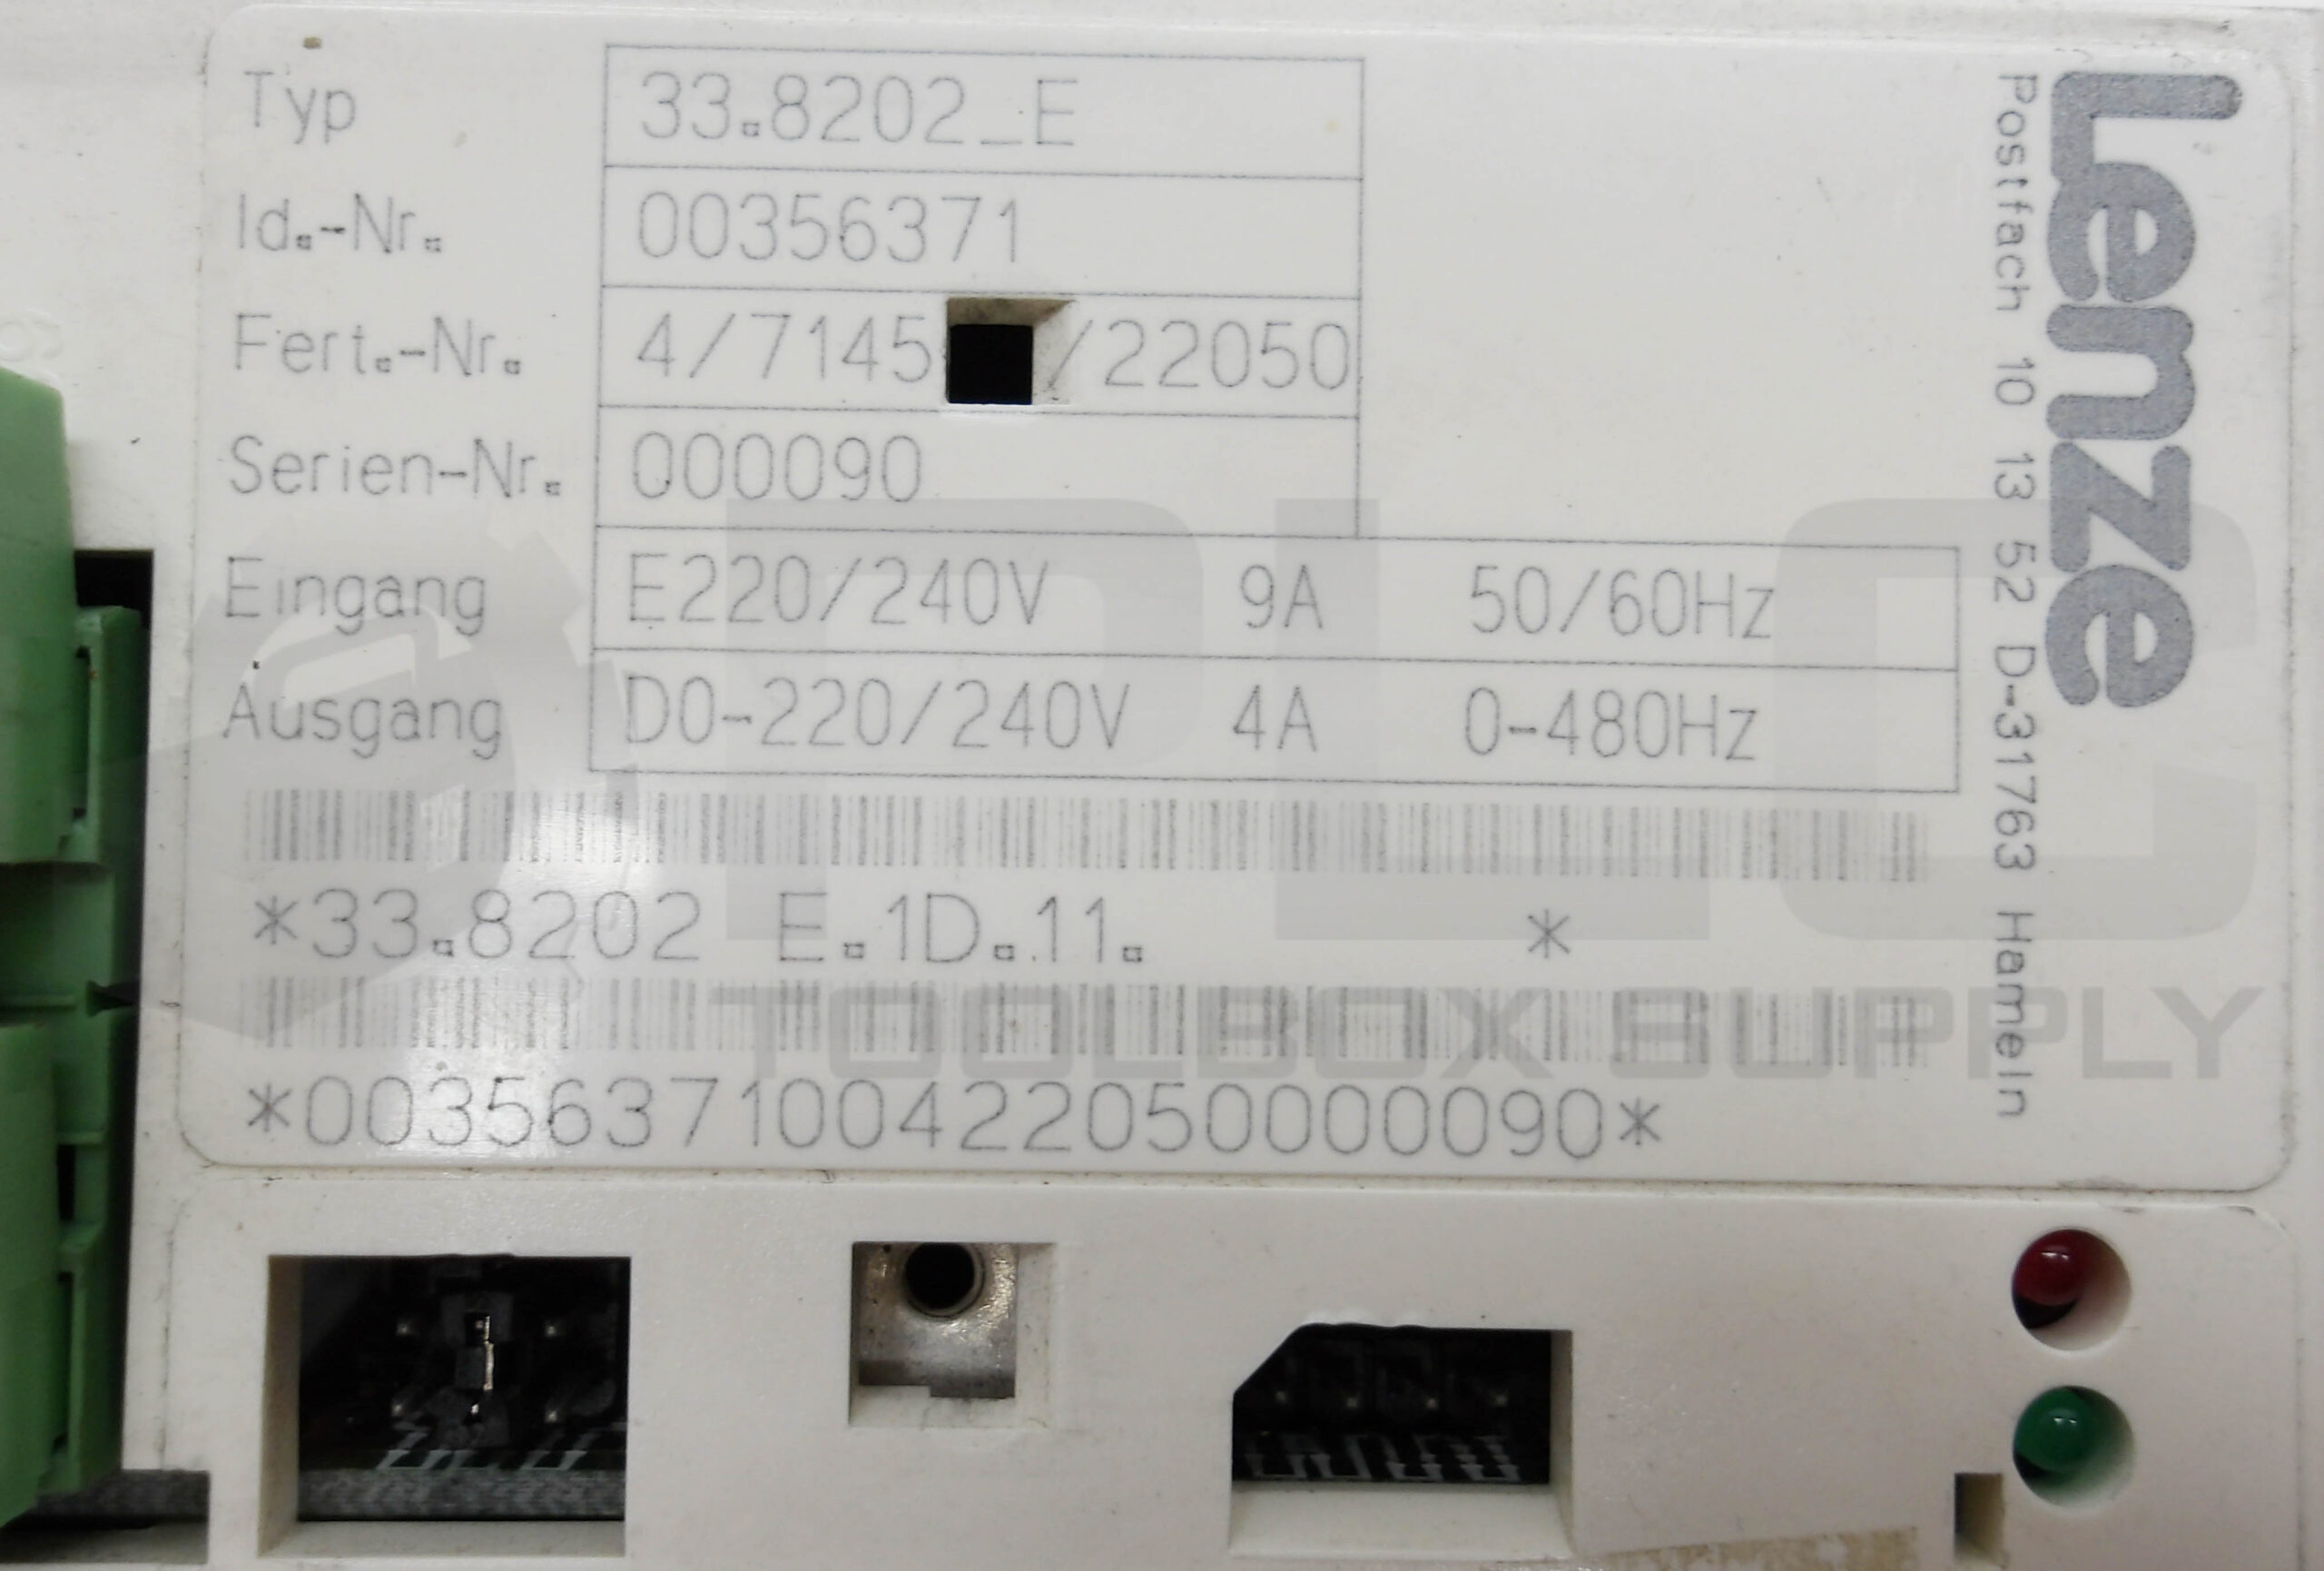 Typ 33.8202_E
Id.-Nr. 00356371
Fert.-Nr. 4/7145 /22050
Serien-Nr. 000090
Eingang E220/240V 9A 50/60Hz
Ausgang D0-220/240V 4A 0-480Hz
*33.8202 E.1D.11. *
*0035637100422050000090*
Lenze
Postfach 10 13 52 D-31763 Hameln
PLC
TOOLBOX SUPPLY